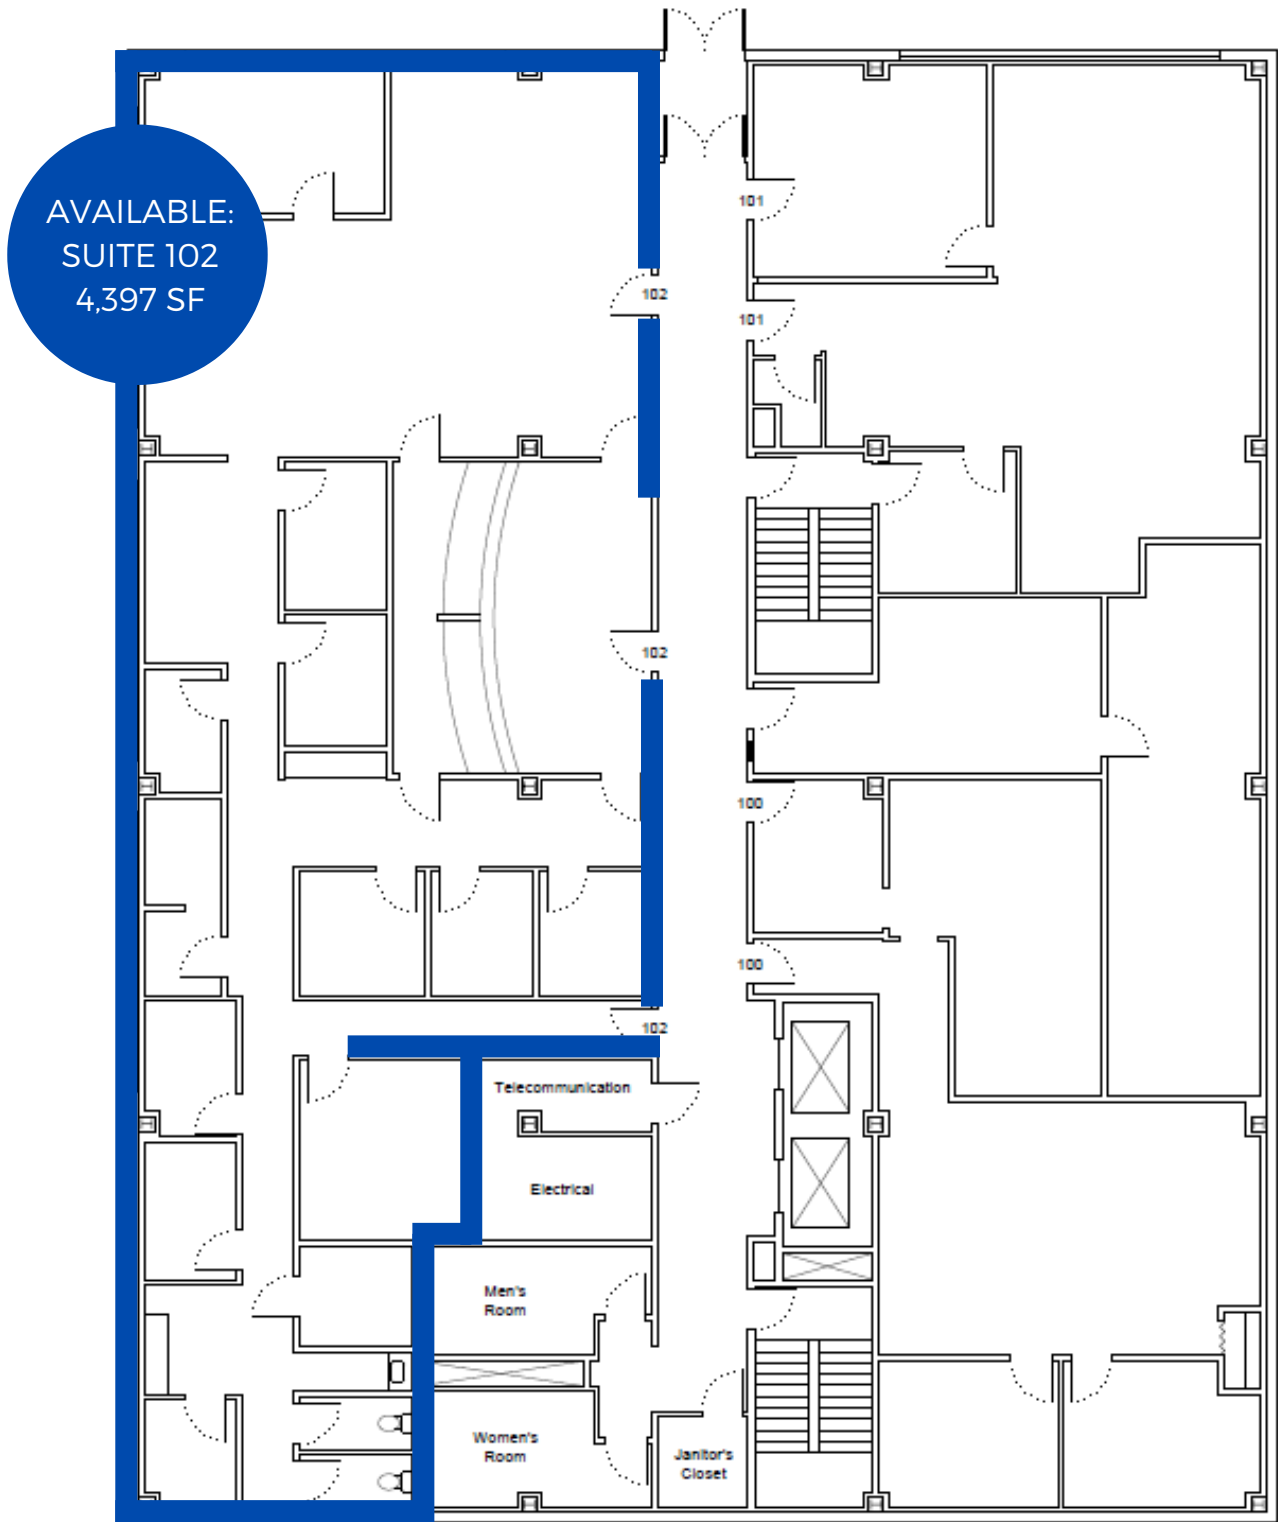 AVAILABLE:
SUITE 102
4,397 SF
101
102
101
102
100
100
102
Telecommunication
Electrical
Men's
Room
Women's
Room
Janitor's
Closet